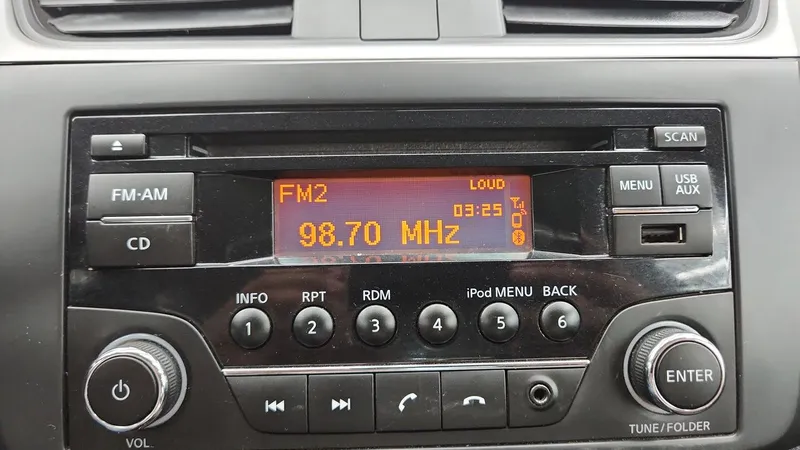 SCAN
FM·AM
CD
FM2
LOUD
03:25
98.70 MHz
MENU
USB AUX
INFO
RPT
RDM
iPod MENU
BACK
1
2
3
4
5
6
VOL
ENTER
TUNE/FOLDER